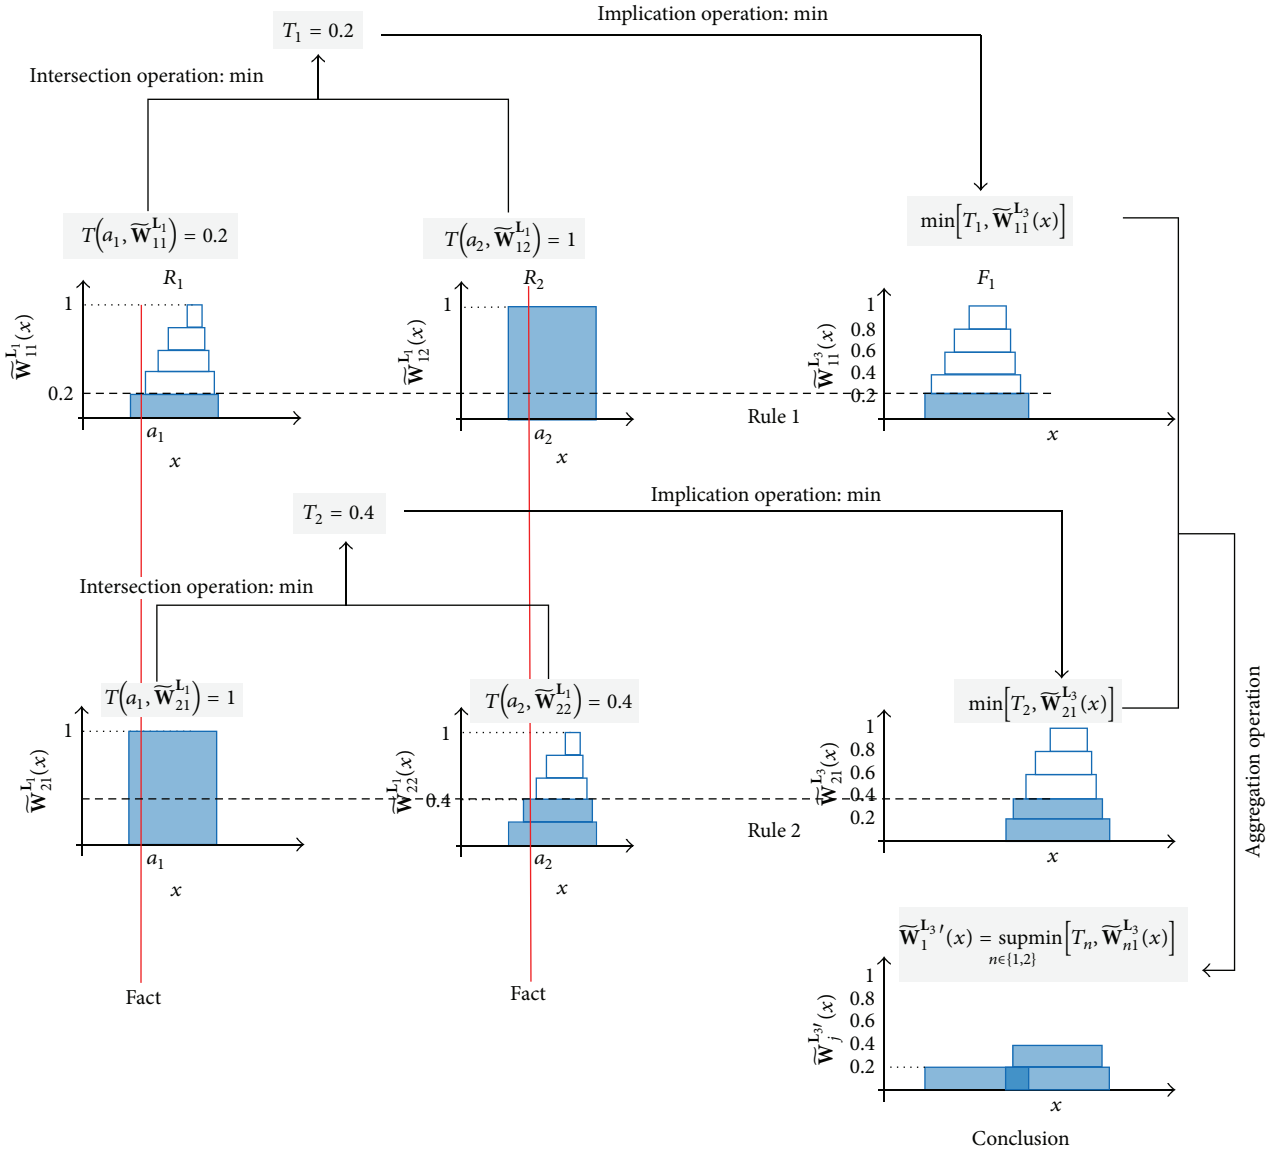 Implication operation: min
T₁ = 0.2
Intersection operation: min
T(a₁, W̃₁₁^L₁) = 0.2
T(a₂, W̃₁₂^L₁) = 1
min[T₁, W̃₁₁^L₃(x)]
R₁
R₂
F₁
W̃₁₁^L₁(x)
1
0.2
a₁
x
W̃₁₂^L₁(x)
1
a₂
x
Rule 1
W̃₁₁^L₃(x)
1
0.8
0.6
0.4
0.2
x
Implication operation: min
T₂ = 0.4
Intersection operation: min
T(a₁, W̃₂₁^L₁) = 1
T(a₂, W̃₂₂^L₁) = 0.4
min[T₂, W̃₂₁^L₃(x)]
W̃₂₁^L₁(x)
1
a₁
x
W̃₂₂^L₁(x)
1
0.4
a₂
x
Rule 2
W̃₂₁^L₃(x)
1
0.8
0.6
0.4
0.2
x
Aggregation operation
Fact
Fact
W̃₁^L₃′(x) = supmin[Tₙ, W̃ₙ₁^L₃(x)]
n∈{1,2}
W̃ⱼ^L₃′(x)
1
0.8
0.6
0.4
0.2
x
Conclusion